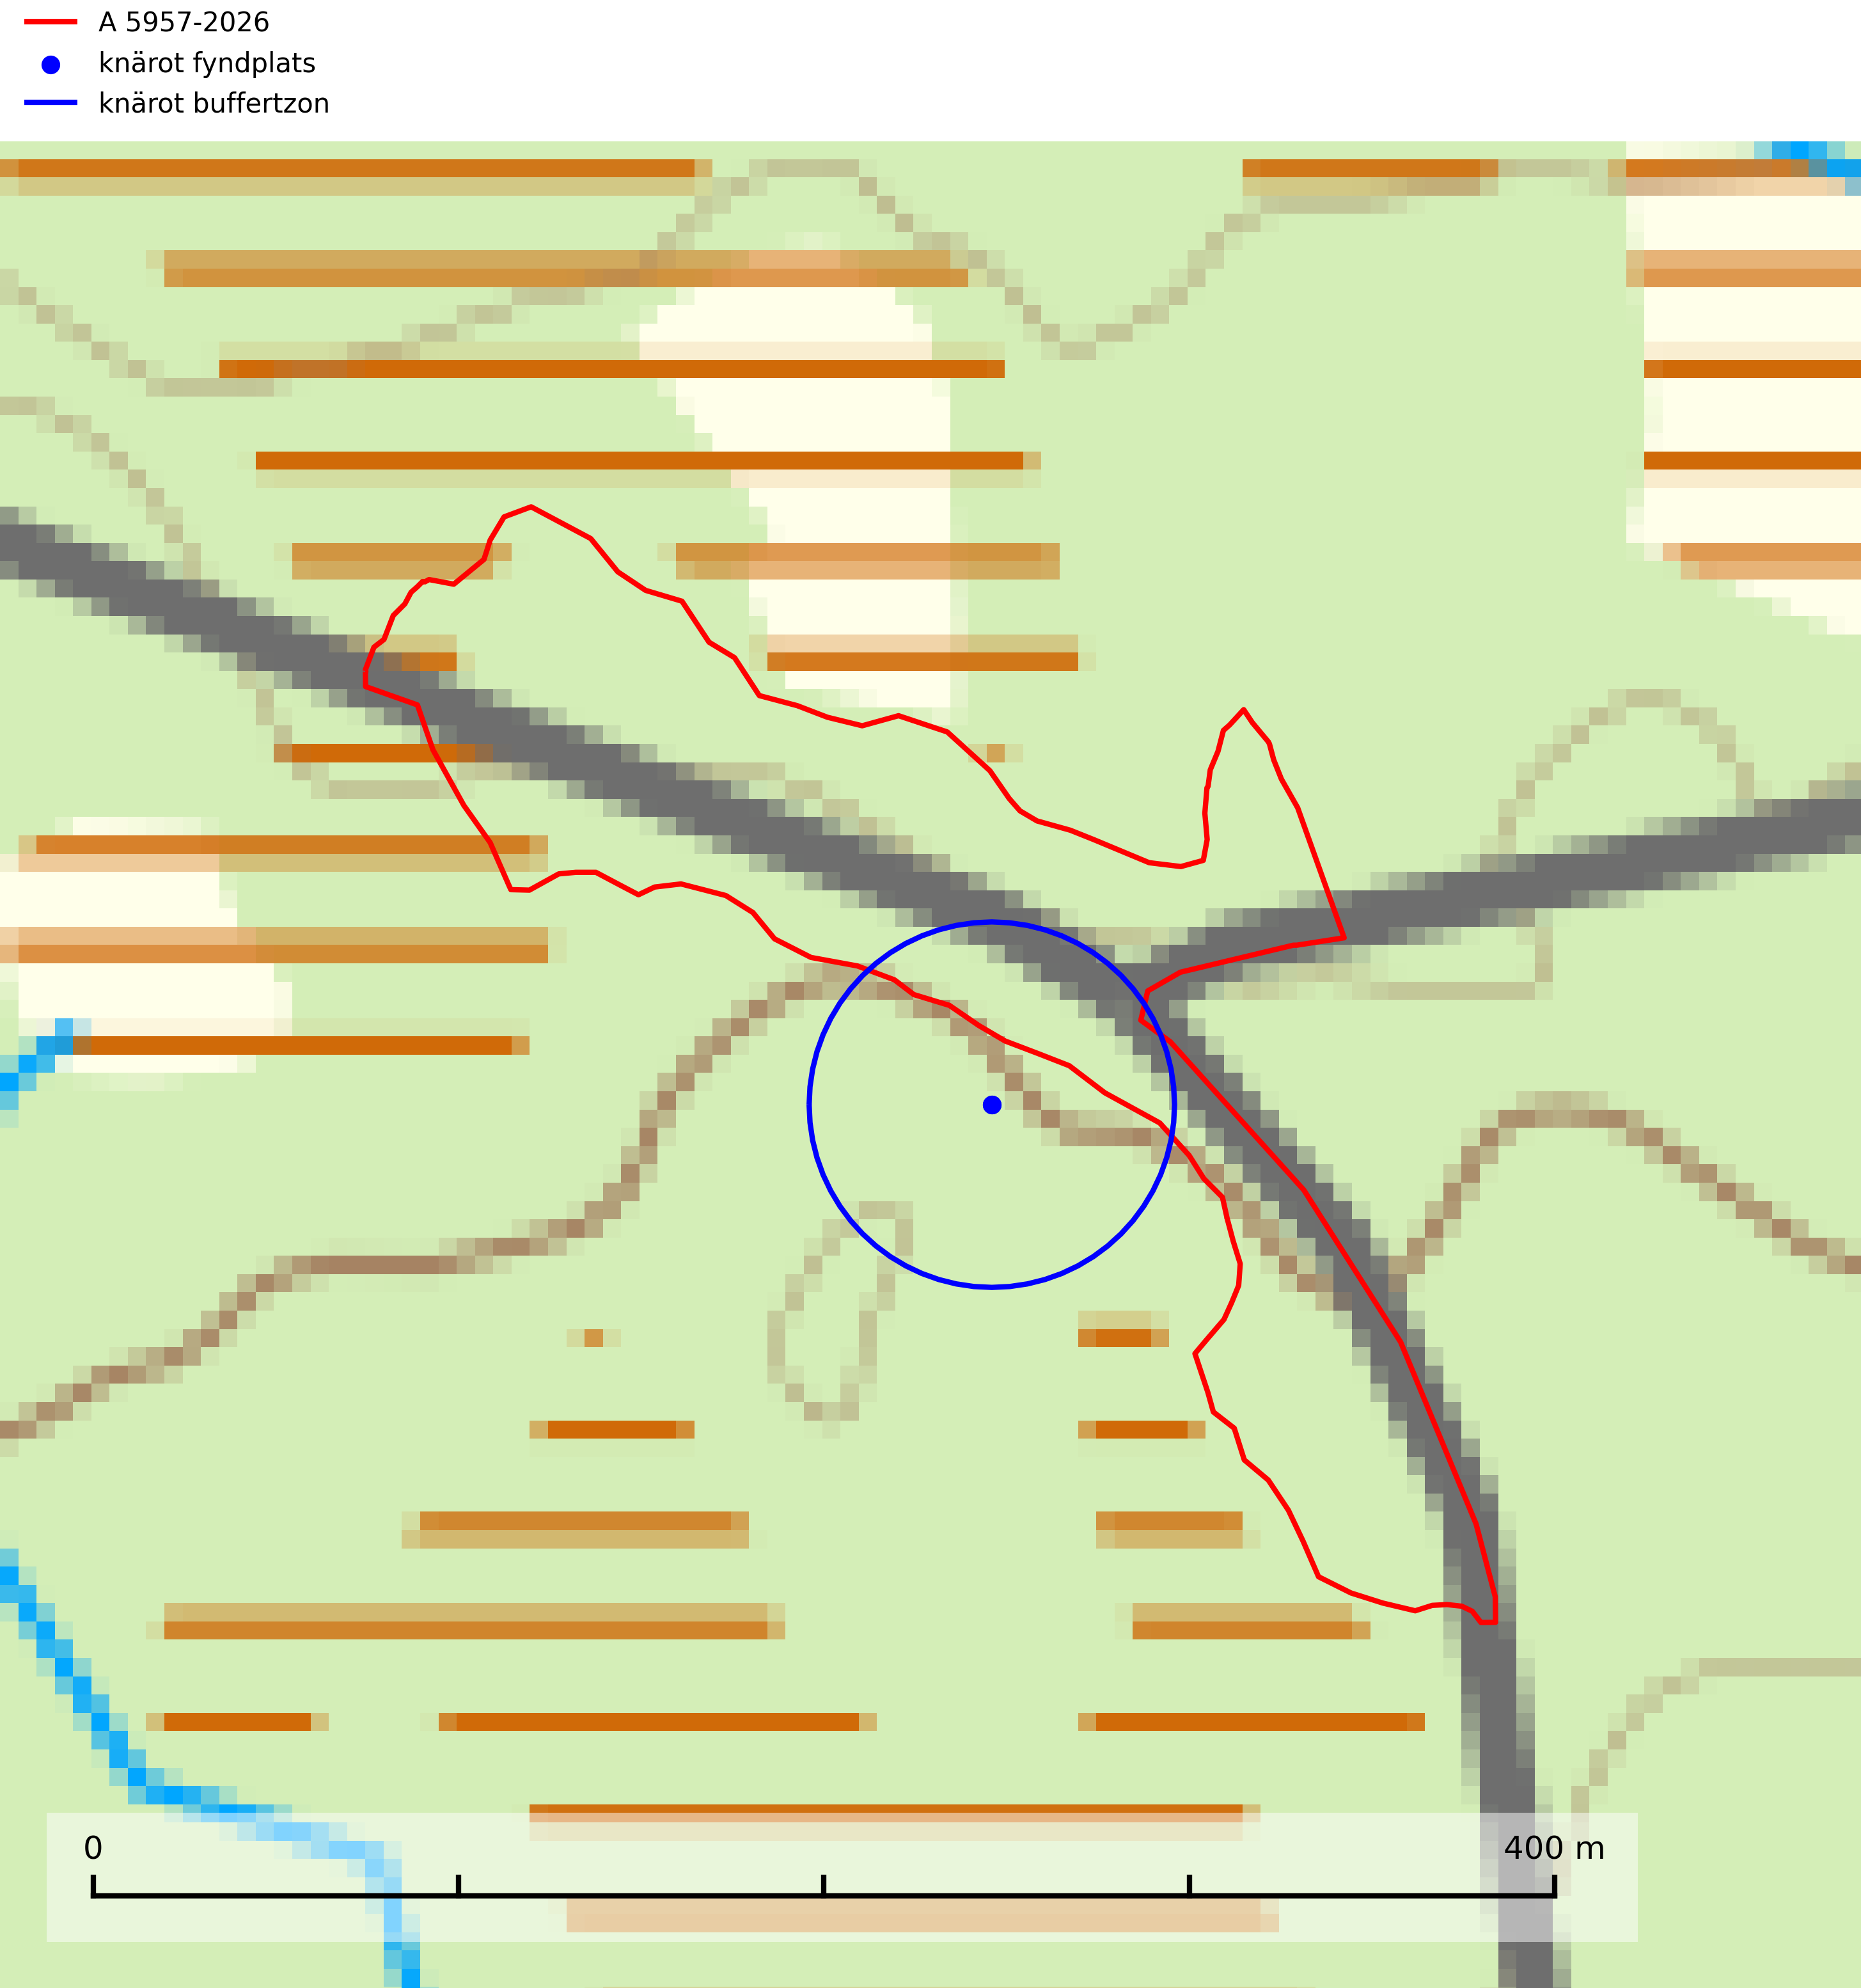 A 5957-2026
knärot fyndplats
knärot buffertzon
0 400 m